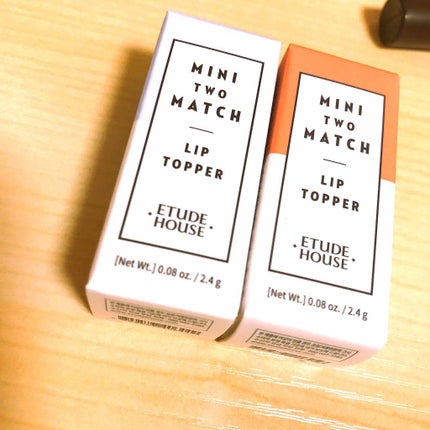 MINI
TWO
MATCH
LIP
TOPPER
• ETUDE •
HOUSE
[Net Wt.] 0.08 oz. / 2.4 g
MINI
TWO
MATCH
LIP
TOPPER
• ETUDE •
HOUSE
[Net Wt.] 0.08 oz. / 2.4 g